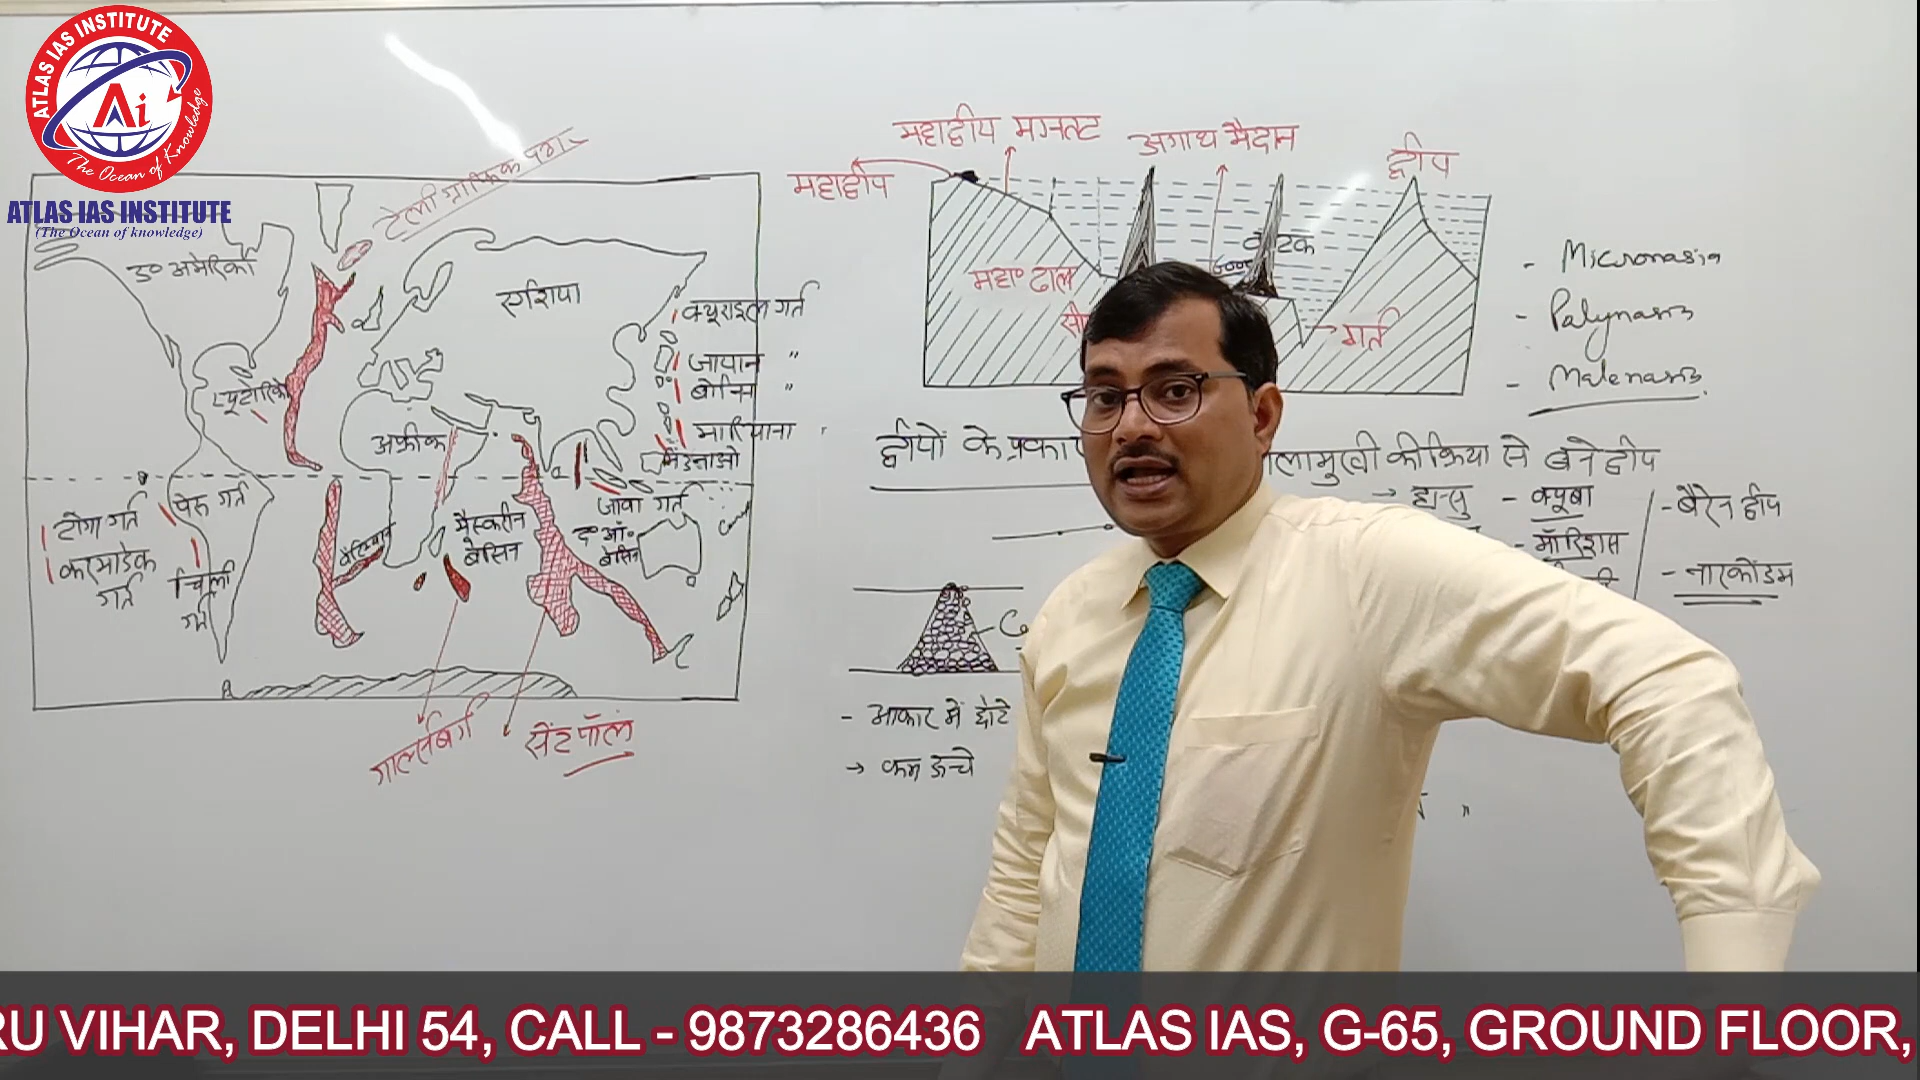 ATLAS IAS INSTITUTE
Ai
The Ocean of Knowledge
ATLAS IAS INSTITUTE
(The Ocean of knowledge)
टेलीग्राफिक पठार
उ० अमेरिका
एशिया
अफ्रीका
क्यूराइल गर्त
जापान "
बोनिन "
मारियाना
मिंडनाओ
प्यूटोरिको
टोंगा गर्त
पेरू गर्त
करमाडेक
गर्त
चिली
गर्त
मैस्करीन
बेसिन
जावा गर्त
द० ऑ०
बेसिन
गार्ल्सबर्ग
सेंट पॉल
महाद्वीप
महाद्वीप मग्नतट
अगाध मैदान
द्वीप
महा० ढाल
गर्त
- Micronasia
- Palynasia
- Malenasia
द्वीपों के प्रकार
लामुखी की क्रिया से बने द्वीप
→ हान्सु
- क्यूबा
- मॉरिशस
- बैरेन द्वीप
- नारकोंडम
- आकार में छोटे
→ कम ऊँचे
RU VIHAR, DELHI 54, CALL - 9873286436 ATLAS IAS, G-65, GROUND FLOOR,